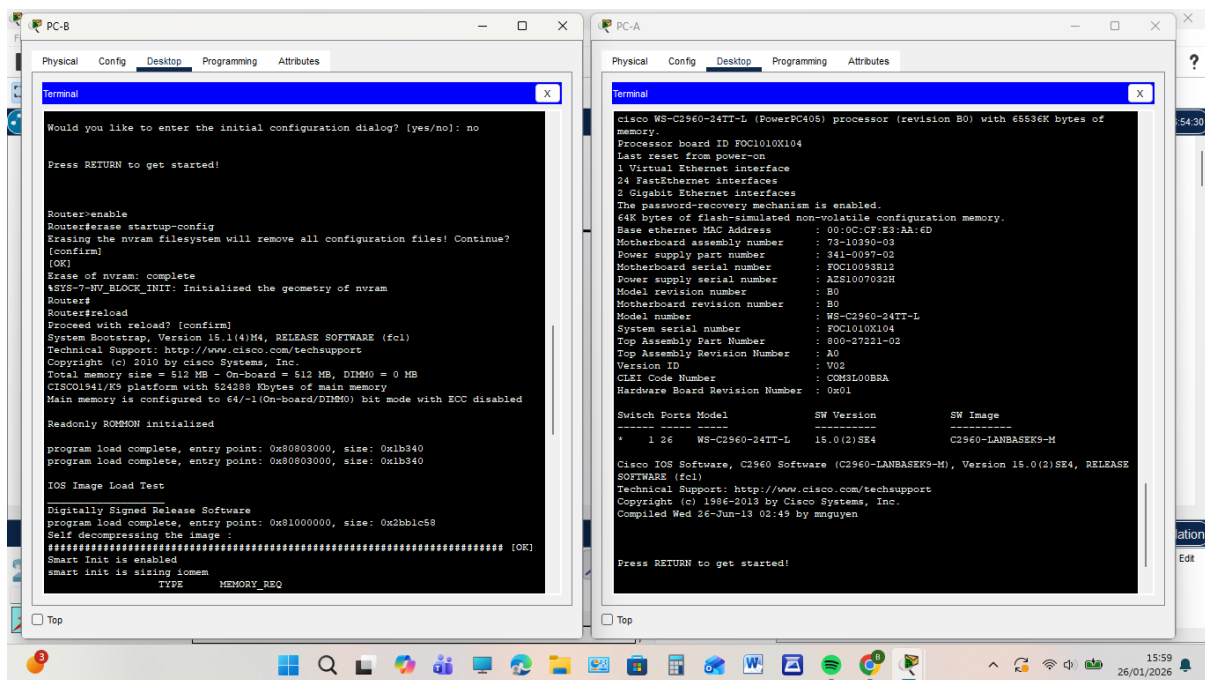 PC-B
Physical Config Desktop Programming Attributes
Terminal X
Would you like to enter the initial configuration dialog? [yes/no]: no
Press RETURN to get started!
Router>enable
Router#erase startup-config
Erasing the nvram filesystem will remove all configuration files! Continue?
[confirm]
[OK]
Erase of nvram: complete
%SYS-7-NV_BLOCK_INIT: Initialized the geometry of nvram
Router#
Router#reload
Proceed with reload? [confirm]
System Bootstrap, Version 15.1(4)M4, RELEASE SOFTWARE (fc1)
Technical Support: http://www.cisco.com/techsupport
Copyright (c) 2010 by cisco Systems, Inc.
Total memory size = 512 MB - On-board = 512 MB, DIMM0 = 0 MB
CISCO1941/K9 platform with 524288 Kbytes of main memory
Main memory is configured to 64/-1(On-board/DIMM0) bit mode with ECC disabled
Readonly ROMMON initialized
program load complete, entry point: 0x80803000, size: 0x1b340
program load complete, entry point: 0x80803000, size: 0x1b340
IOS Image Load Test
___________________
Digitally Signed Release Software
program load complete, entry point: 0x81000000, size: 0x2bb1c58
Self decompressing the image :
########################################################################## [OK]
Smart Init is enabled
smart init is sizing iomem
TYPE MEMORY_REQ
Top
PC-A
Physical Config Desktop Programming Attributes
Terminal X
cisco WS-C2960-24TT-L (PowerPC405) processor (revision B0) with 65536K bytes of
memory.
Processor board ID FOC1010X104
Last reset from power-on
1 Virtual Ethernet interface
24 FastEthernet interfaces
2 Gigabit Ethernet interfaces
The password-recovery mechanism is enabled.
64K bytes of flash-simulated non-volatile configuration memory.
Base ethernet MAC Address : 00:0C:CF:E3:AA:6D
Motherboard assembly number : 73-10390-03
Power supply part number : 341-0097-02
Motherboard serial number : FOC10093R12
Power supply serial number : AZS1007032H
Model revision number : B0
Motherboard revision number : B0
Model number : WS-C2960-24TT-L
System serial number : FOC1010X104
Top Assembly Part Number : 800-27221-02
Top Assembly Revision Number : A0
Version ID : V02
CLEI Code Number : COM3L00BRA
Hardware Board Revision Number : 0x01
Switch Ports Model SW Version SW Image
------ ----- ----- ---------- ----------
* 1 26 WS-C2960-24TT-L 15.0(2)SE4 C2960-LANBASEK9-M
Cisco IOS Software, C2960 Software (C2960-LANBASEK9-M), Version 15.0(2)SE4, RELEASE
SOFTWARE (fc1)
Technical Support: http://www.cisco.com/techsupport
Copyright (c) 1986-2013 by Cisco Systems, Inc.
Compiled Wed 26-Jun-13 02:49 by mnguyen
Press RETURN to get started!
Top
?
:54:30
lation
Edit
3
15:59
26/01/2026